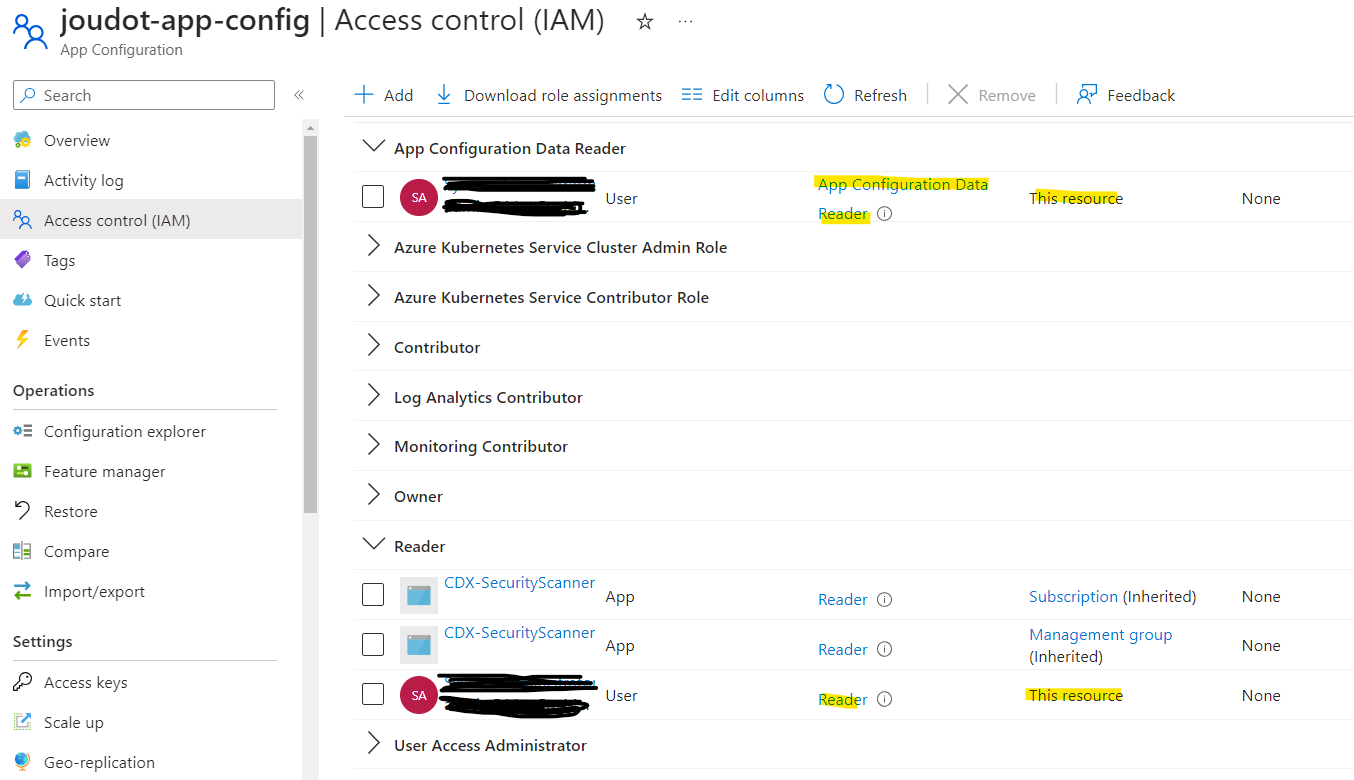 joudot-app-config | Access control (IAM) ☆ ...
App Configuration
Search
«
Overview
Activity log
Access control (IAM)
Tags
Quick start
Events
Operations
Configuration explorer
Feature manager
Restore
Compare
Import/export
Settings
Access keys
Scale up
Geo-replication
Add Download role assignments Edit columns Refresh Remove Feedback
App Configuration Data Reader
SA User App Configuration Data This resource None
Reader
Azure Kubernetes Service Cluster Admin Role
Azure Kubernetes Service Contributor Role
Contributor
Log Analytics Contributor
Monitoring Contributor
Owner
Reader
CDX-SecurityScanner App Reader Subscription (Inherited) None
CDX-SecurityScanner App Reader Management group None
(Inherited)
SA User Reader This resource None
User Access Administrator